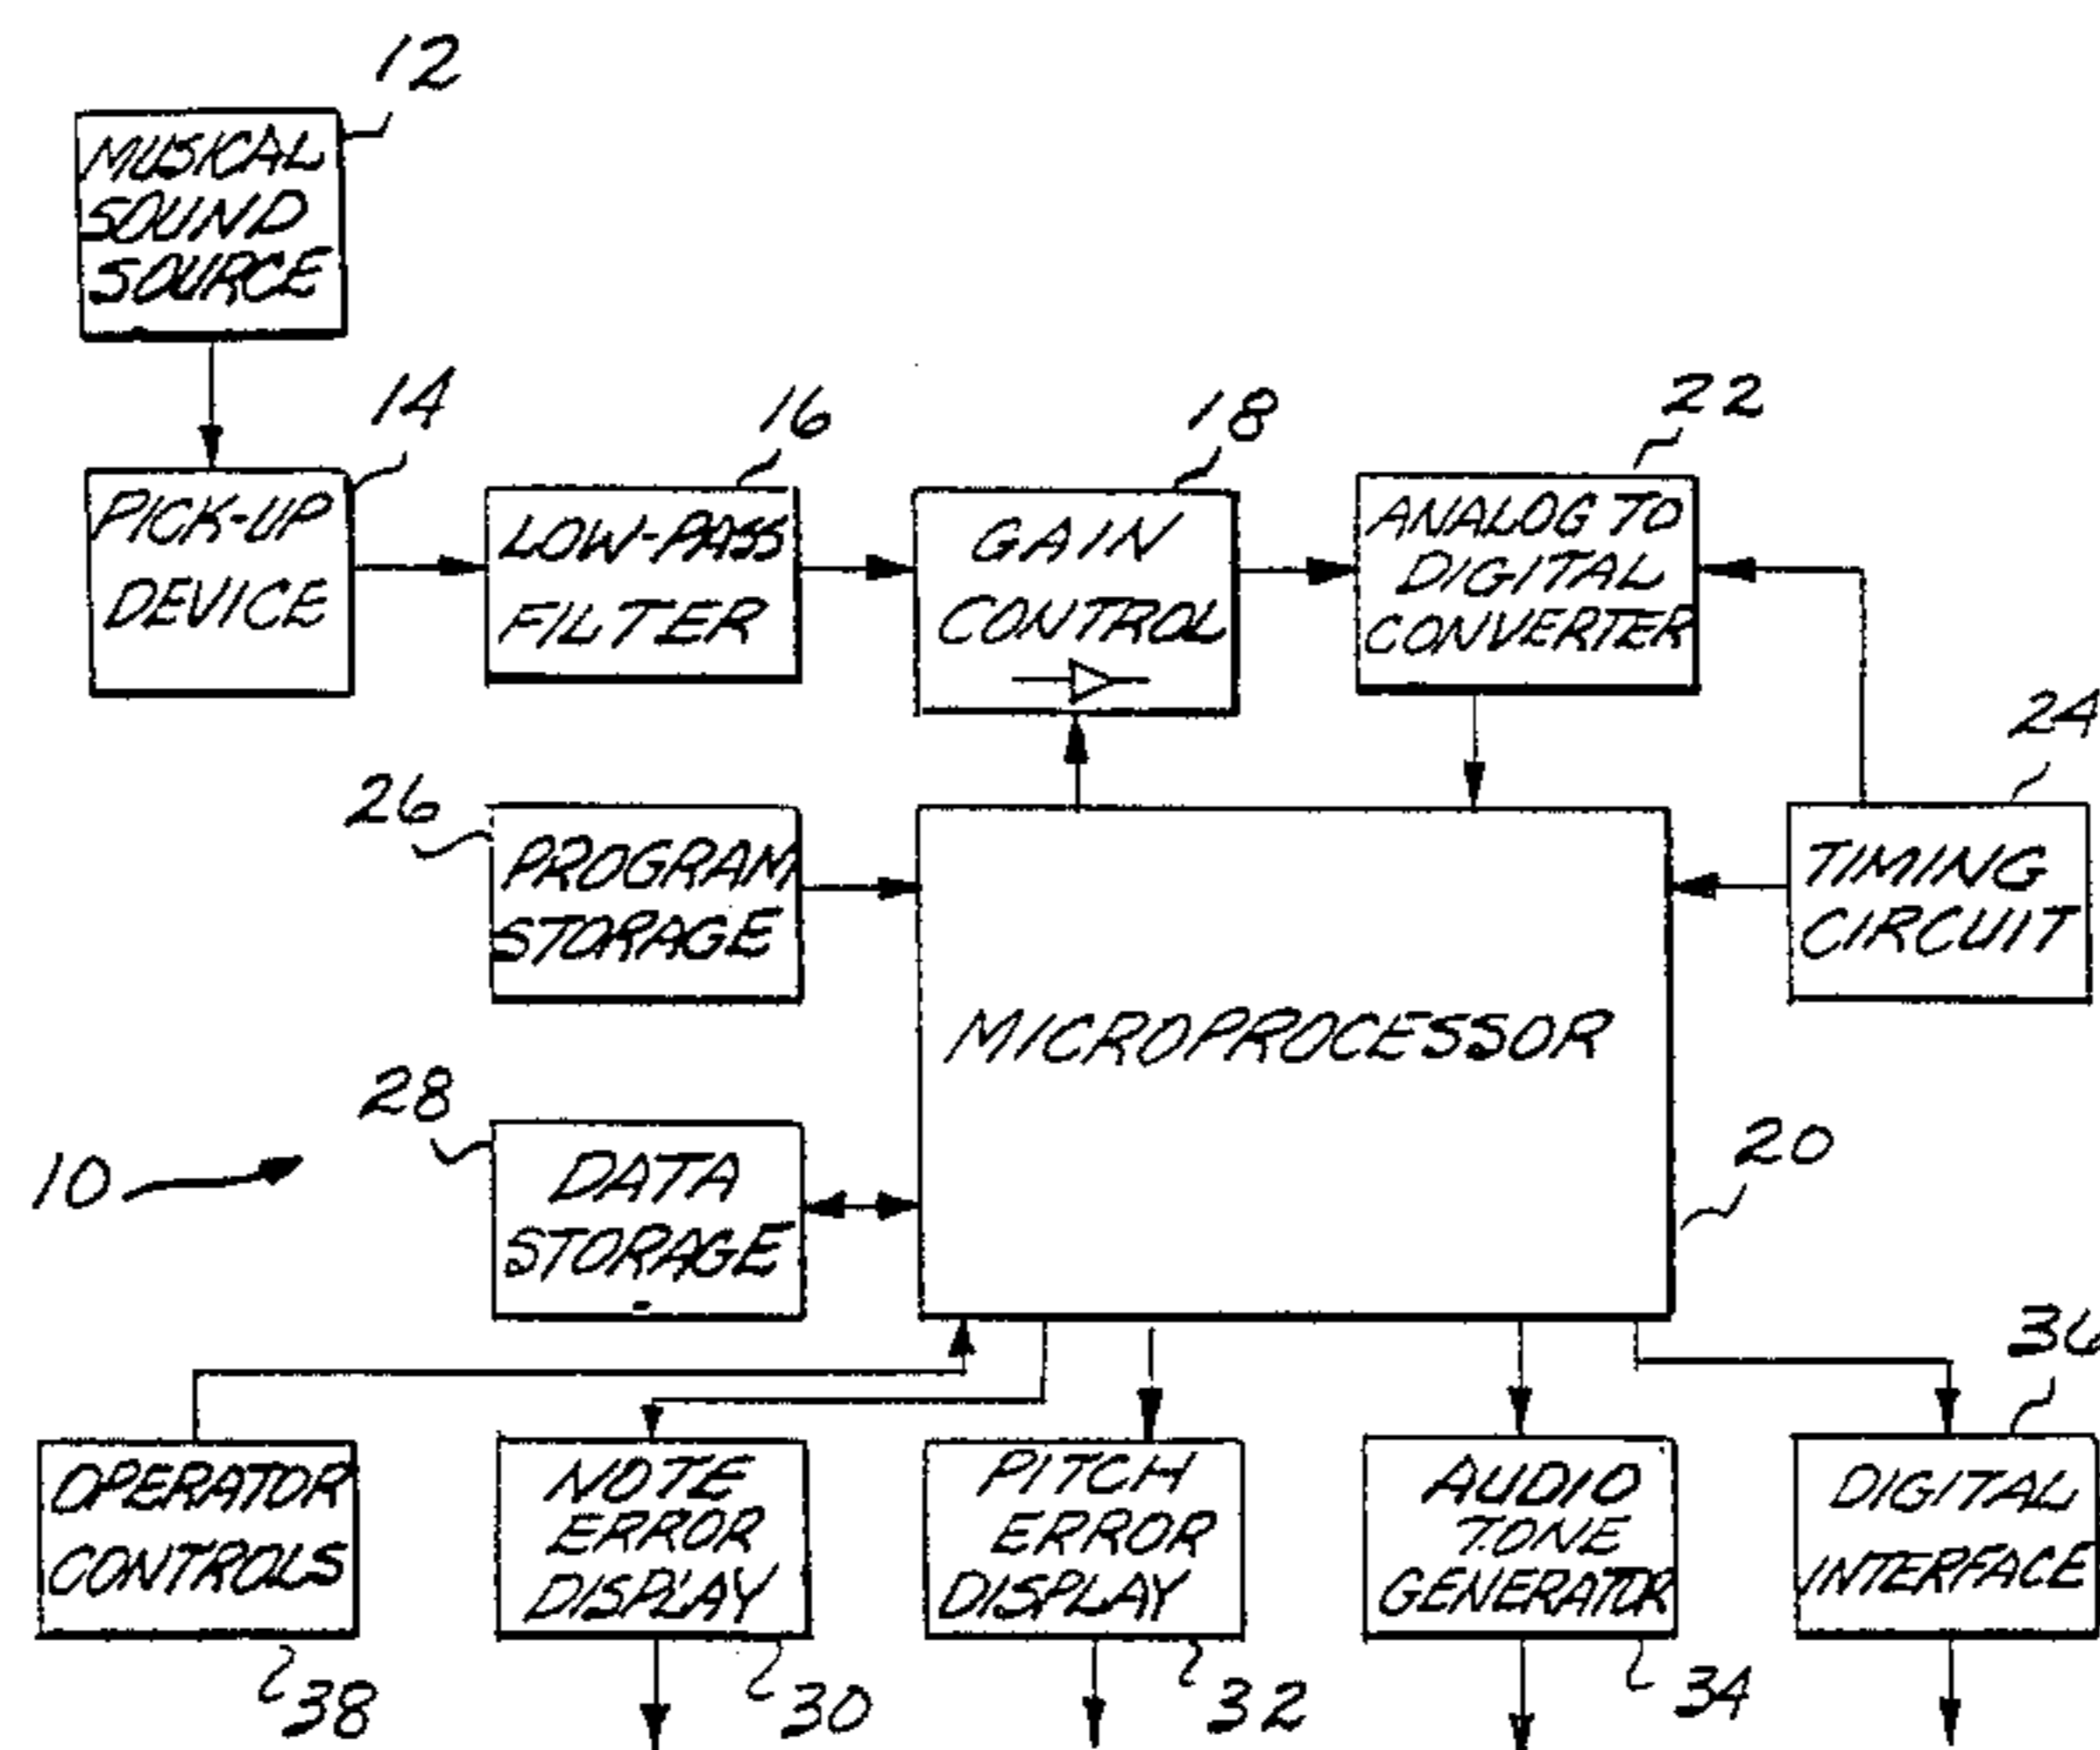 12
MUSICAL
SOUND
SOURCE
14
16
18
22
PICK-UP
DEVICE
LOW-PASS
FILTER
GAIN
CONTROL
ANALOG TO
DIGITAL
CONVERTER
24
26
PROGRAM
STORAGE
TIMING
CIRCUIT
MICROPROCESSOR
28
20
10
DATA
STORAGE
36
OPERATOR
CONTROLS
NOTE
ERROR
DISPLAY
PITCH
ERROR
DISPLAY
AUDIO
TONE
GENERATOR
DIGITAL
INTERFACE
38
30
32
34